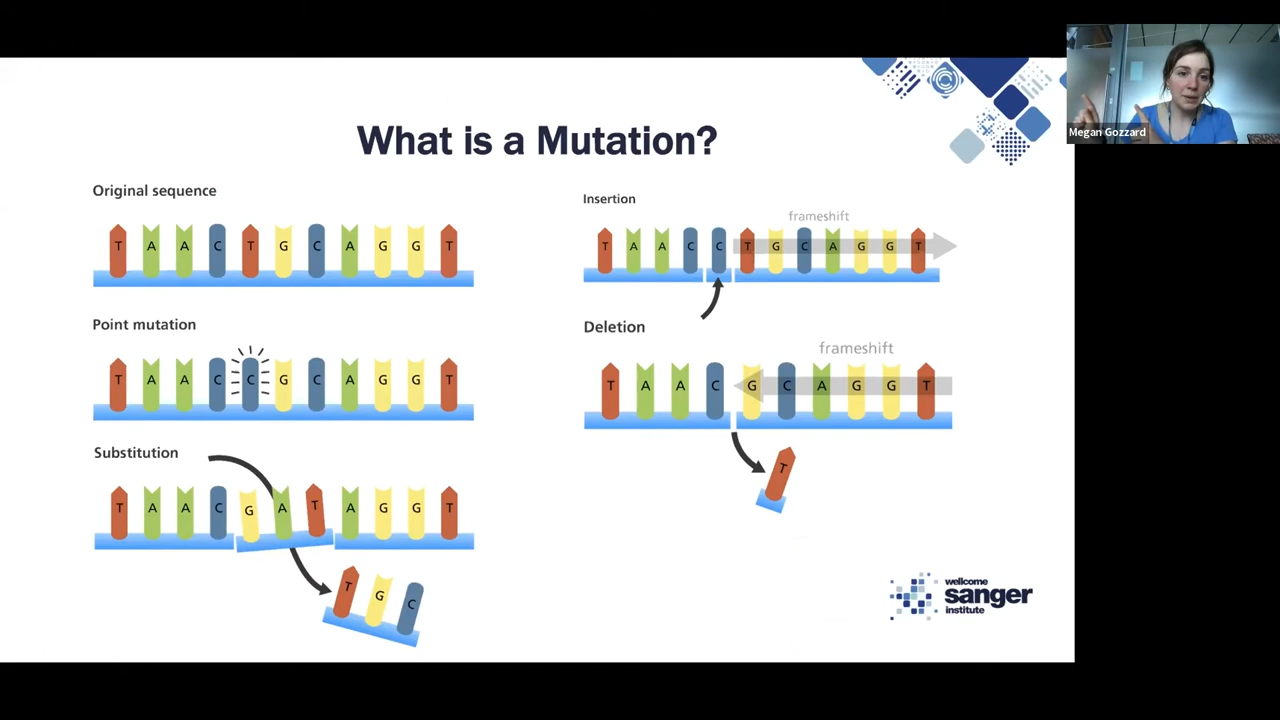 Megan Gozzard
What is a Mutation?
Original sequence
T A A C T G C A G G T
Point mutation
T A A C C G C A G G T
Substitution
T A A C G A T A G G T
T G C
Insertion
frameshift
T A A C C T G C A G G T
Deletion
frameshift
T A A C G C A G G T
T
wellcome
sanger
institute